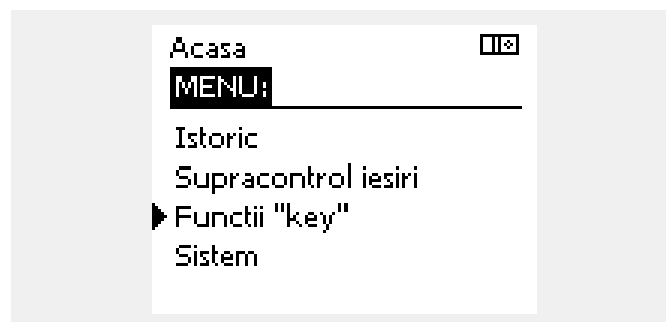 Acasa
MENU:
Istoric
Supracontrol iesiri
Functii "key"
Sistem